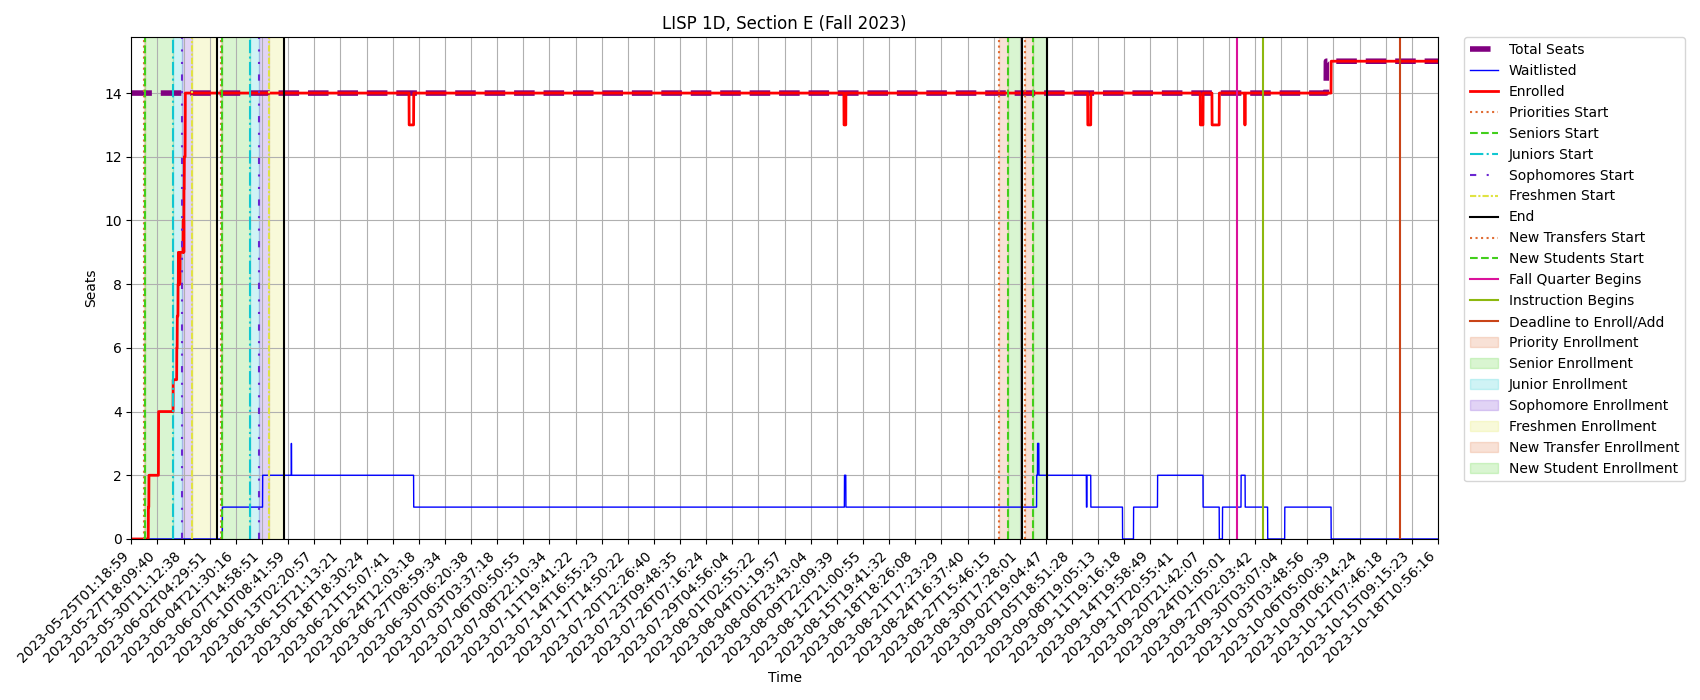 LISP 1D, Section E (Fall 2023)
Seats
14
12
10
8
6
4
2
0
2023-05-25T01:18:59
2023-05-27T18:09:40
2023-05-30T11:12:38
2023-06-02T04:29:51
2023-06-04T21:30:16
2023-06-07T14:58:51
2023-06-10T08:41:59
2023-06-13T02:20:57
2023-06-15T21:13:21
2023-06-18T18:30:24
2023-06-21T15:07:41
2023-06-24T12:03:18
2023-06-27T08:59:34
2023-06-30T06:20:38
2023-07-03T03:37:18
2023-07-06T00:50:55
2023-07-08T22:10:34
2023-07-11T19:41:22
2023-07-14T16:55:23
2023-07-17T14:50:22
2023-07-20T12:26:40
2023-07-23T09:48:35
2023-07-26T07:16:24
2023-07-29T04:56:04
2023-08-01T02:55:22
2023-08-04T01:19:57
2023-08-06T23:43:04
2023-08-09T22:09:39
2023-08-12T21:00:55
2023-08-15T19:41:32
2023-08-18T18:26:08
2023-08-21T17:23:29
2023-08-24T16:37:40
2023-08-27T15:46:15
2023-08-30T17:28:01
2023-09-02T19:04:47
2023-09-05T18:51:28
2023-09-08T19:05:13
2023-09-11T19:16:18
2023-09-14T19:58:49
2023-09-17T20:55:41
2023-09-20T21:42:07
2023-09-24T01:05:01
2023-09-27T02:03:42
2023-09-30T03:07:04
2023-10-03T03:48:56
2023-10-06T05:00:39
2023-10-09T06:14:24
2023-10-12T07:46:18
2023-10-15T09:15:23
2023-10-18T10:56:16
Time
Total Seats
Waitlisted
Enrolled
Priorities Start
Seniors Start
Juniors Start
Sophomores Start
Freshmen Start
End
New Transfers Start
New Students Start
Fall Quarter Begins
Instruction Begins
Deadline to Enroll/Add
Priority Enrollment
Senior Enrollment
Junior Enrollment
Sophomore Enrollment
Freshmen Enrollment
New Transfer Enrollment
New Student Enrollment